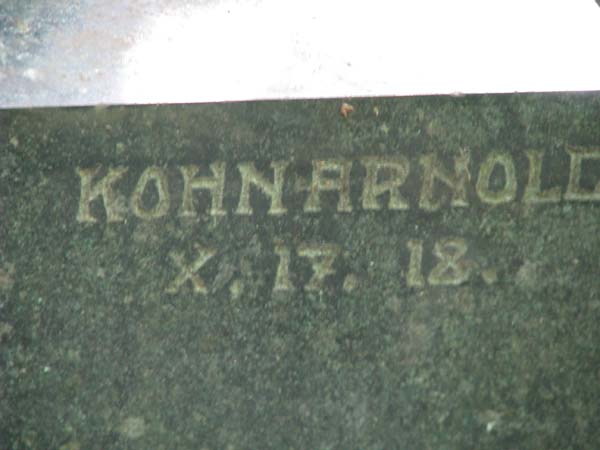 KOHN ARNOLD
X. 17. 18.